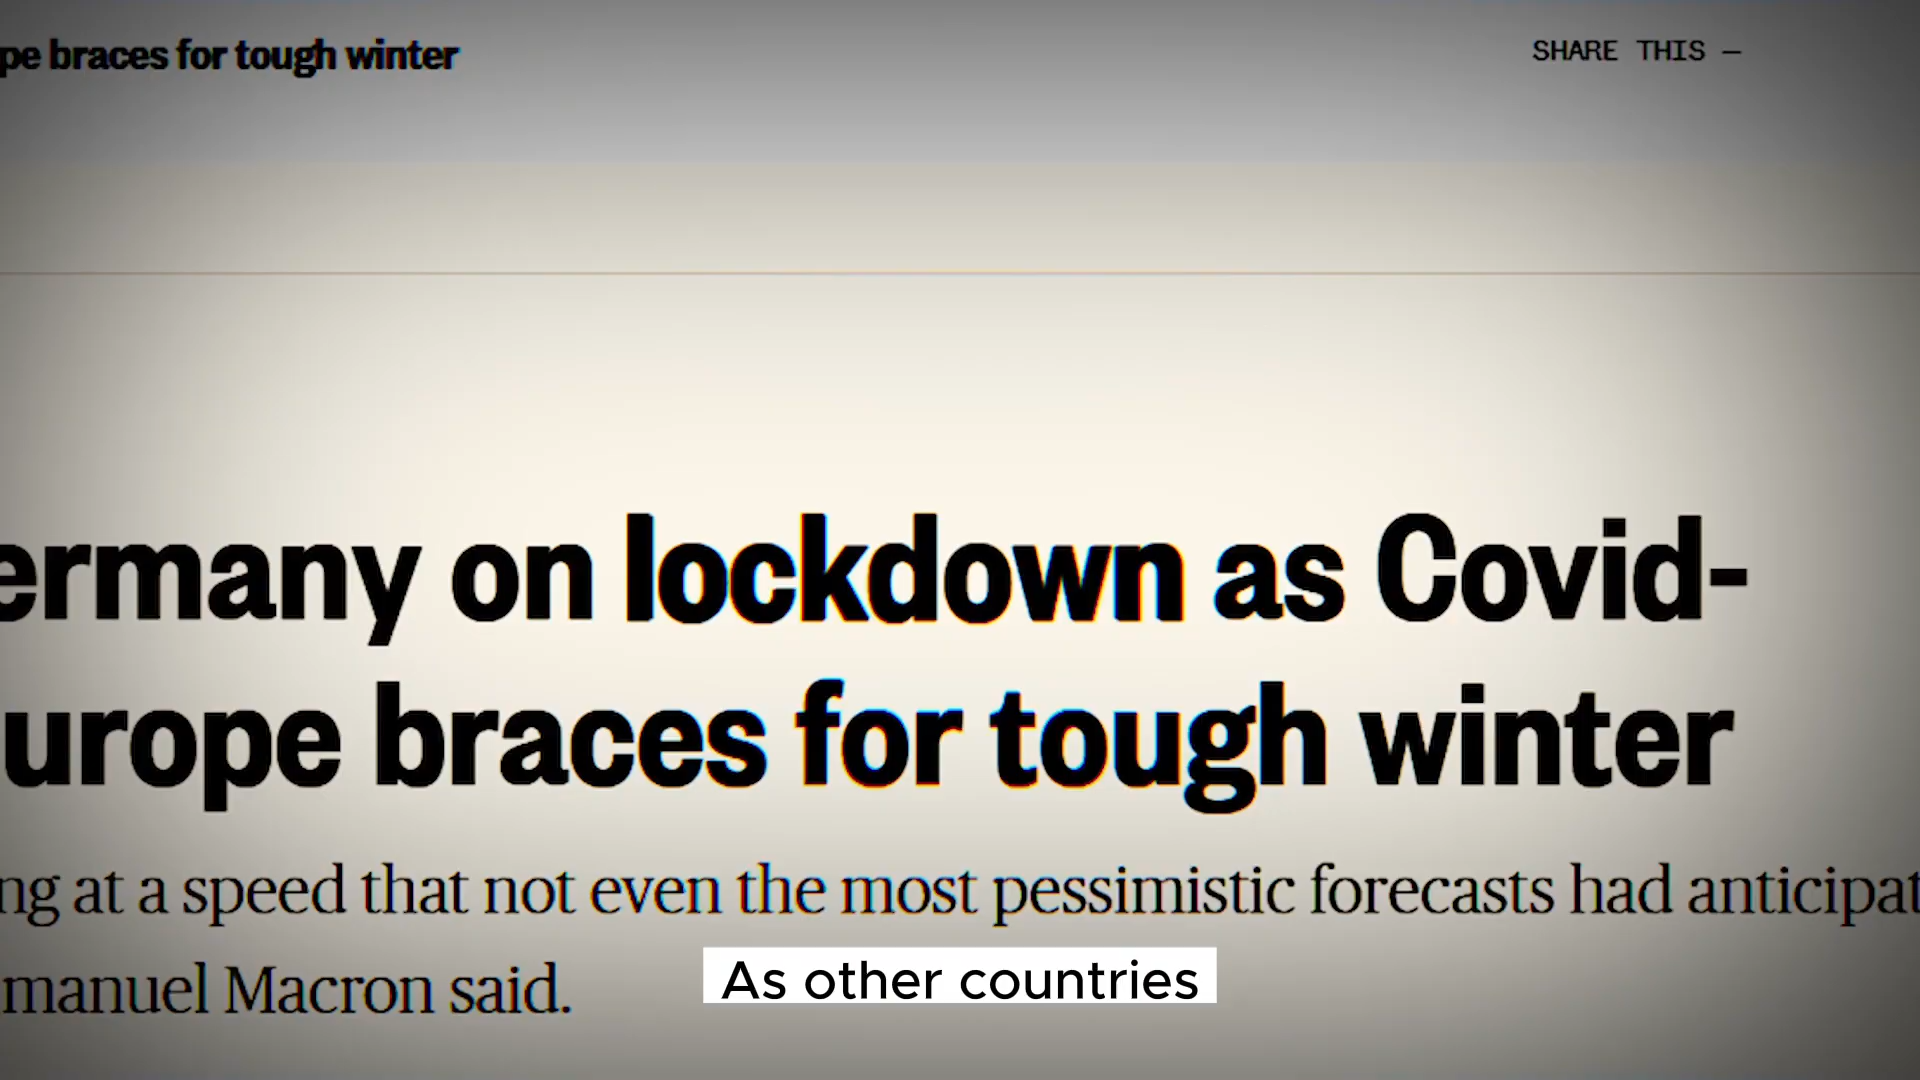 pe braces for tough winter
SHARE THIS —
ermany on lockdown as Covid-
urope braces for tough winter
ng at a speed that not even the most pessimistic forecasts had anticipat
manuel Macron said.
As other countries